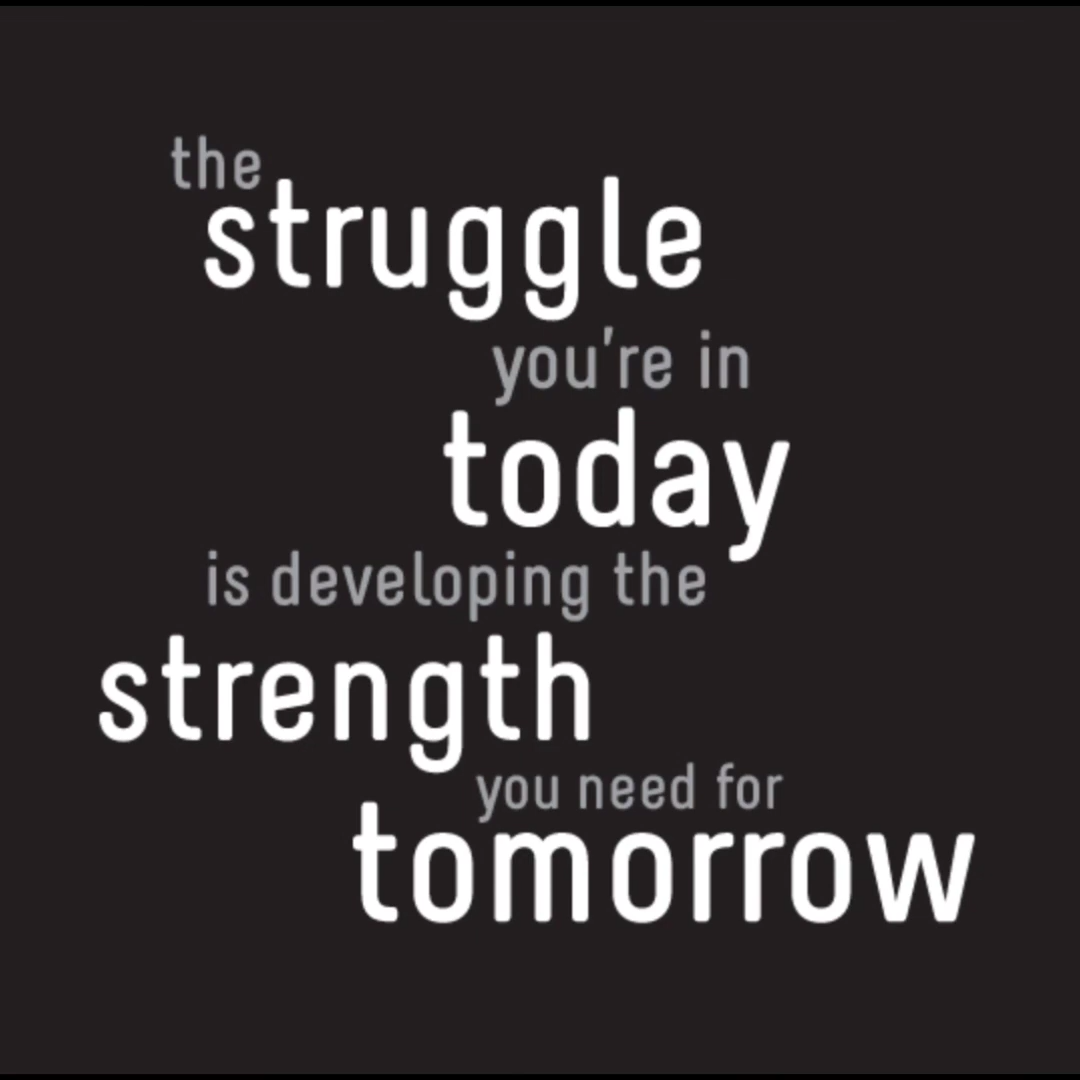 the
struggle
you're in
today
is developing the
strength
you need for
tomorrow